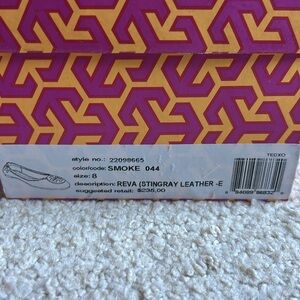 TEDXO
style no.: 22098665
color/code: SMOKE 044
size: 8
description: REVA (STINGRAY LEATHER -E
suggested retail: $235.00